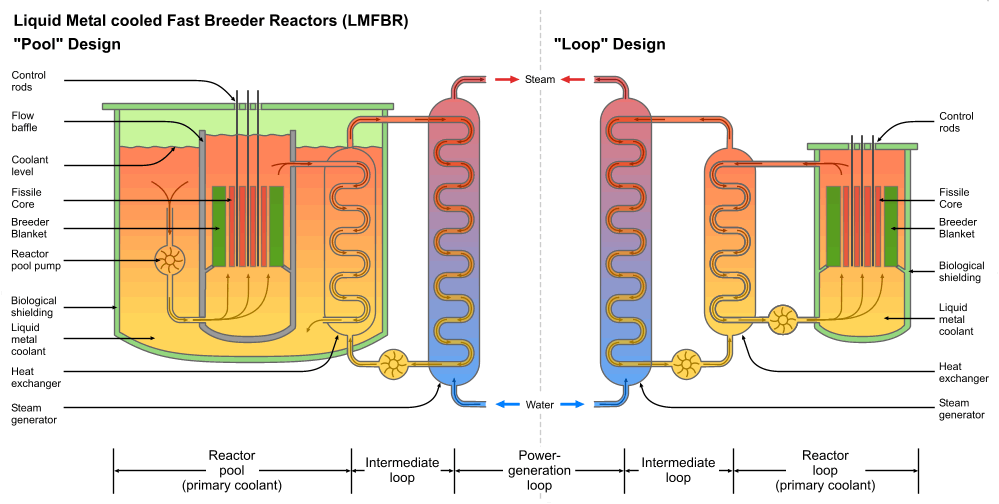 Liquid Metal cooled Fast Breeder Reactors (LMFBR)
"Pool" Design
"Loop" Design
Control
rods
Flow
baffle
Coolant
level
Fissile
Core
Breeder
Blanket
Reactor
pool pump
Biological
shielding
Liquid
metal
coolant
Heat
exchanger
Steam
generator
Steam
Water
Control
rods
Fissile
Core
Breeder
Blanket
Biological
shielding
Liquid
metal
coolant
Heat
exchanger
Steam
generator
Reactor
pool
(primary coolant)
Intermediate
loop
Power-
generation
loop
Intermediate
loop
Reactor
loop
(primary coolant)